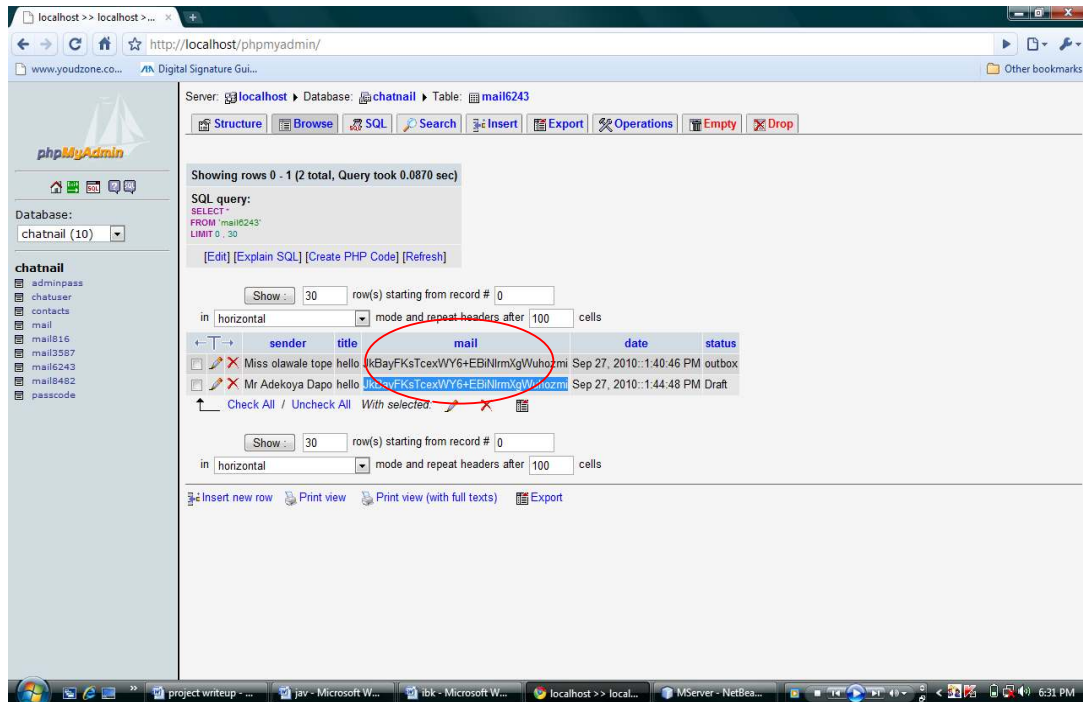 localhost >> localhost >...
http://localhost/phpmyadmin/
www.youdzone.co... Digital Signature Gui... Other bookmarks
phpMyAdmin
Database:
chatnail (10)
chatnail
adminpass
chatuser
contacts
mail
mail816
mail3587
mail6243
mail8482
passcode
Server: localhost Database: chatnail Table: mail6243
Structure Browse SQL Search Insert Export Operations Empty Drop
Showing rows 0 - 1 (2 total, Query took 0.0870 sec)
SQL query:
SELECT *
FROM `mail6243`
LIMIT 0 , 30
[Edit] [Explain SQL] [Create PHP Code] [Refresh]
Show : 30 row(s) starting from record # 0
in horizontal mode and repeat headers after 100 cells
←T→ sender title mail date status
Miss olawale tope hello JkBayFKsTcexWY6+EBiNlrmXgWuhozmi Sep 27, 2010::1:40:46 PM outbox
Mr Adekoya Dapo hello JkBayFKsTcexWY6+EBiNlrmXgWuhozmi Sep 27, 2010::1:44:48 PM Draft
Check All / Uncheck All With selected:
Show : 30 row(s) starting from record # 0
in horizontal mode and repeat headers after 100 cells
Insert new row Print view Print view (with full texts) Export
project writeup - ... jav - Microsoft W... ibk - Microsoft W... localhost >> local... MServer - NetBea... 6:31 PM